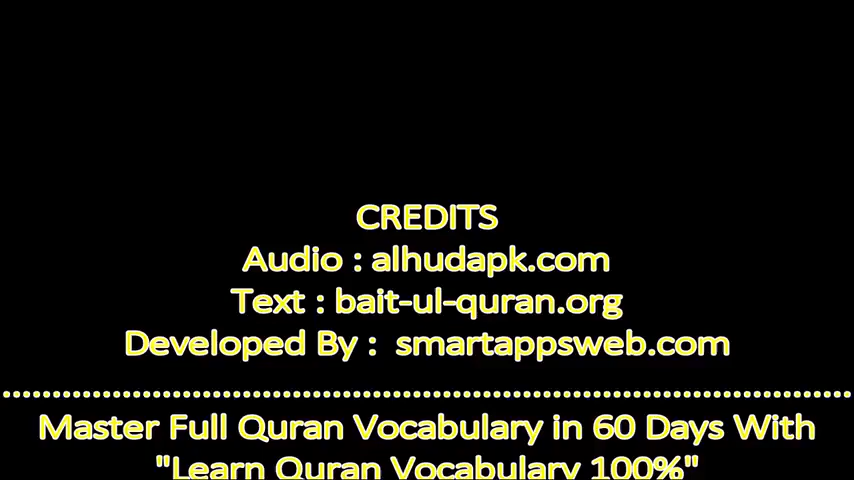 CREDITS
Audio : alhudapk.com
Text : bait-ul-quran.org
Developed By : smartappsweb.com
Master Full Quran Vocabulary in 60 Days With
"Learn Quran Vocabulary 100%"